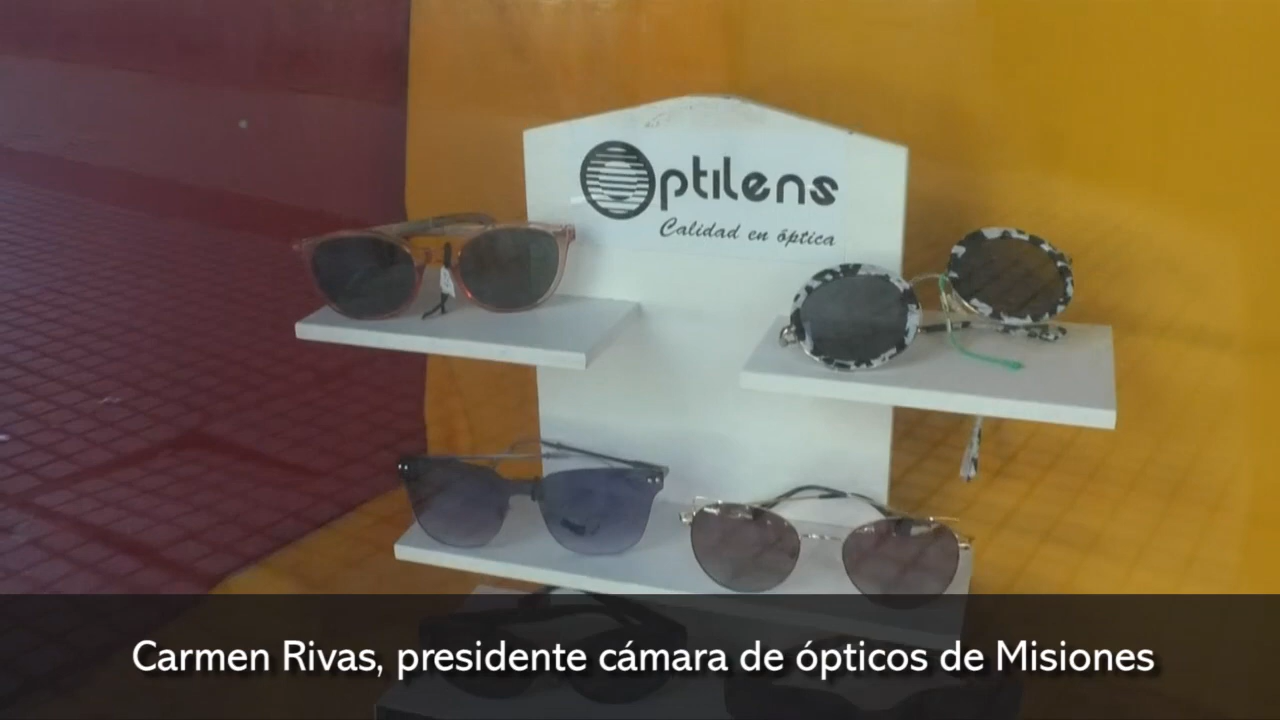 Optilens
Calidad en óptica
Carmen Rivas, presidente cámara de ópticos de Misiones